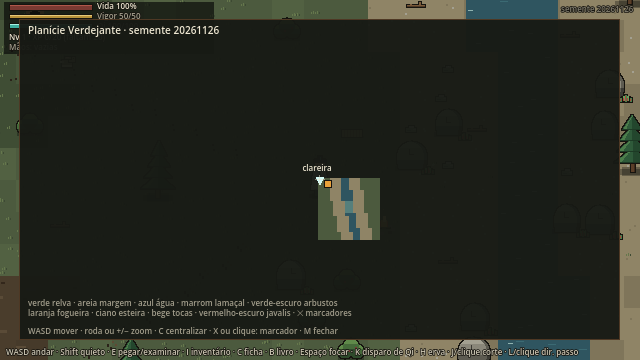 Vida 100%
Vigor 50/50
semente 20261126
Planície Verdejante · semente 20261126
clareira
verde relva · areia margem · azul água · marrom lamaçal · verde-escuro arbustos
laranja fogueira · ciano esteira · bege tocas · vermelho-escuro javalis · × marcadores
WASD mover · roda ou +/− zoom · C centralizar · X ou clique: marcador · M fechar
WASD andar · Shift quieto · E pegar/examinar · I inventário · C ficha · B livro · Espaço focar · K disparo de Qi · H erva · J/clique corte · L/clique dir. passo